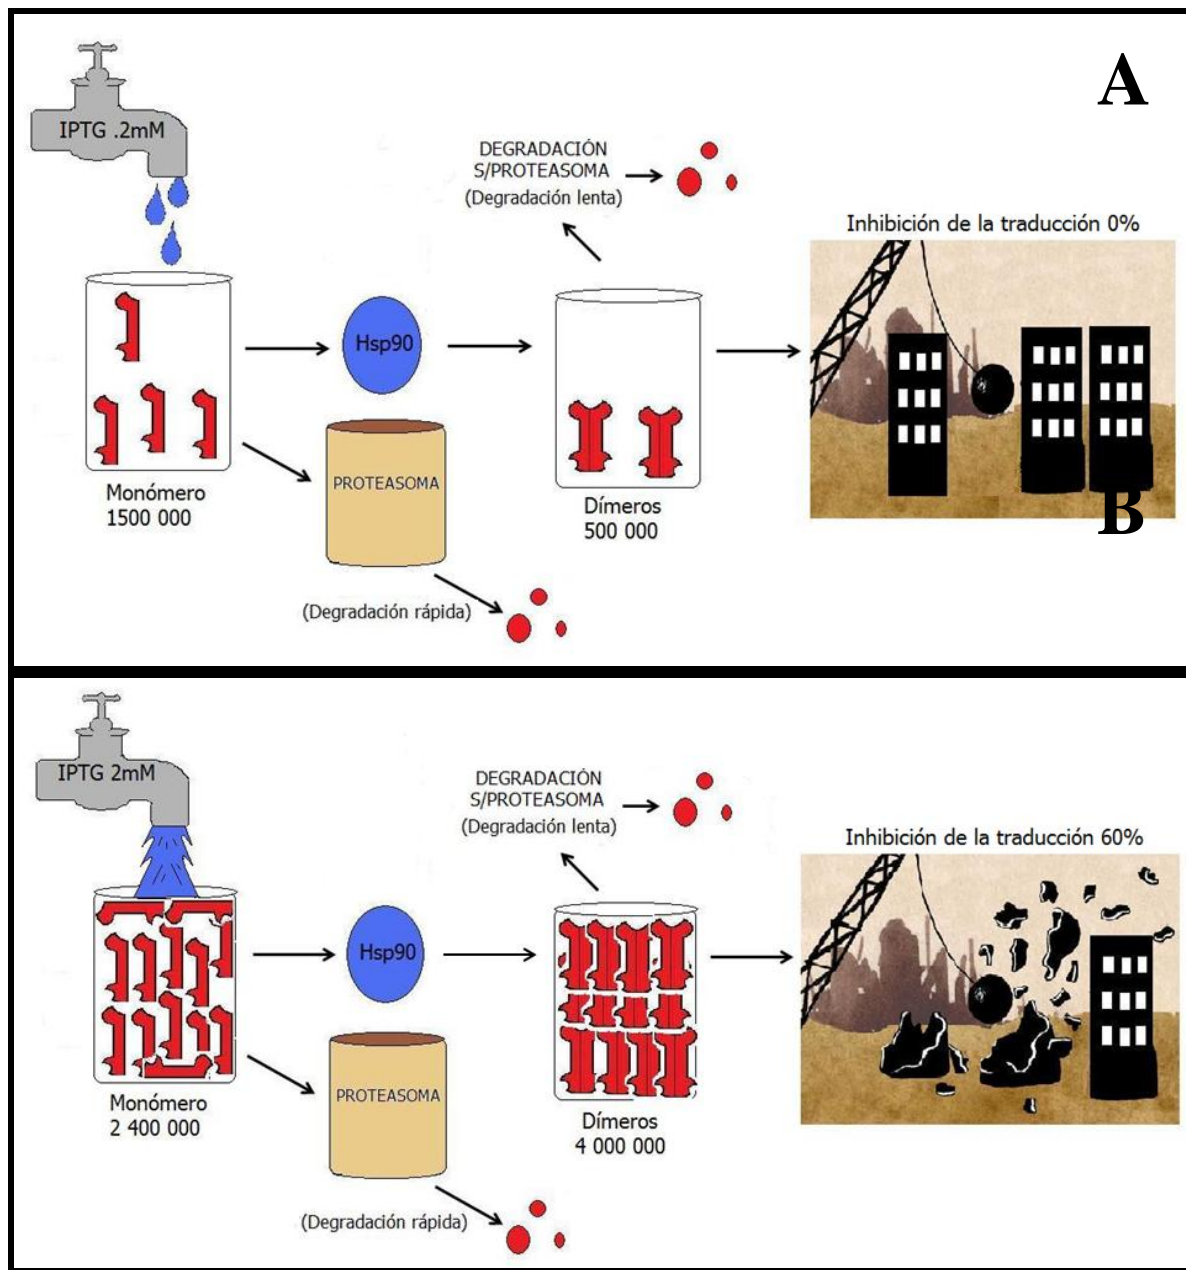 A
IPTG .2mM
DEGRADACIÓN
S/PROTEASOMA
(Degradación lenta)
Inhibición de la traducción 0%
Hsp90
PROTEASOMA
Monómero
1500 000
Dímeros
500 000
(Degradación rápida)
B
IPTG 2mM
DEGRADACIÓN
S/PROTEASOMA
(Degradación lenta)
Inhibición de la traducción 60%
Hsp90
PROTEASOMA
Monómero
2 400 000
Dímeros
4 000 000
(Degradación rápida)